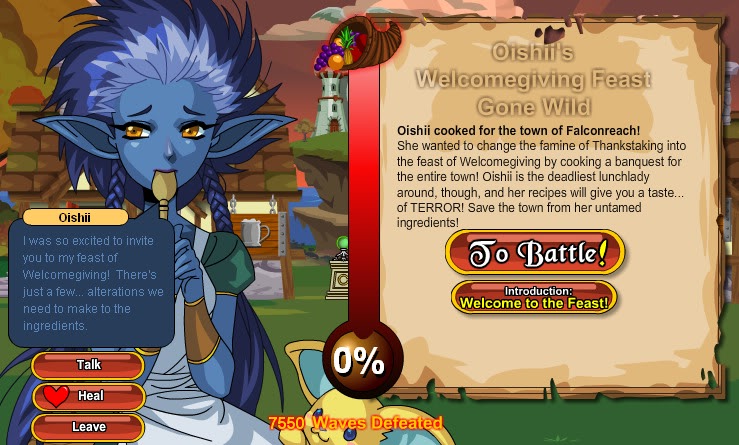 Oishii's
Welcomegiving Feast
Gone Wild
Oishii cooked for the town of Falconreach!
She wanted to change the famine of Thankstaking into
the feast of Welcomegiving by cooking a banquest for
the entire town! Oishii is the deadliest lunchlady
around, though, and her recipes will give you a taste...
of TERROR! Save the town from her untamed
ingredients!
To Battle!
Introduction:
Welcome to the Feast!
Oishii
I was so excited to invite
you to my feast of
Welcomegiving! There's
just a few... alterations we
need to make to the
ingredients.
Talk
Heal
Leave
0%
7550 Waves Defeated